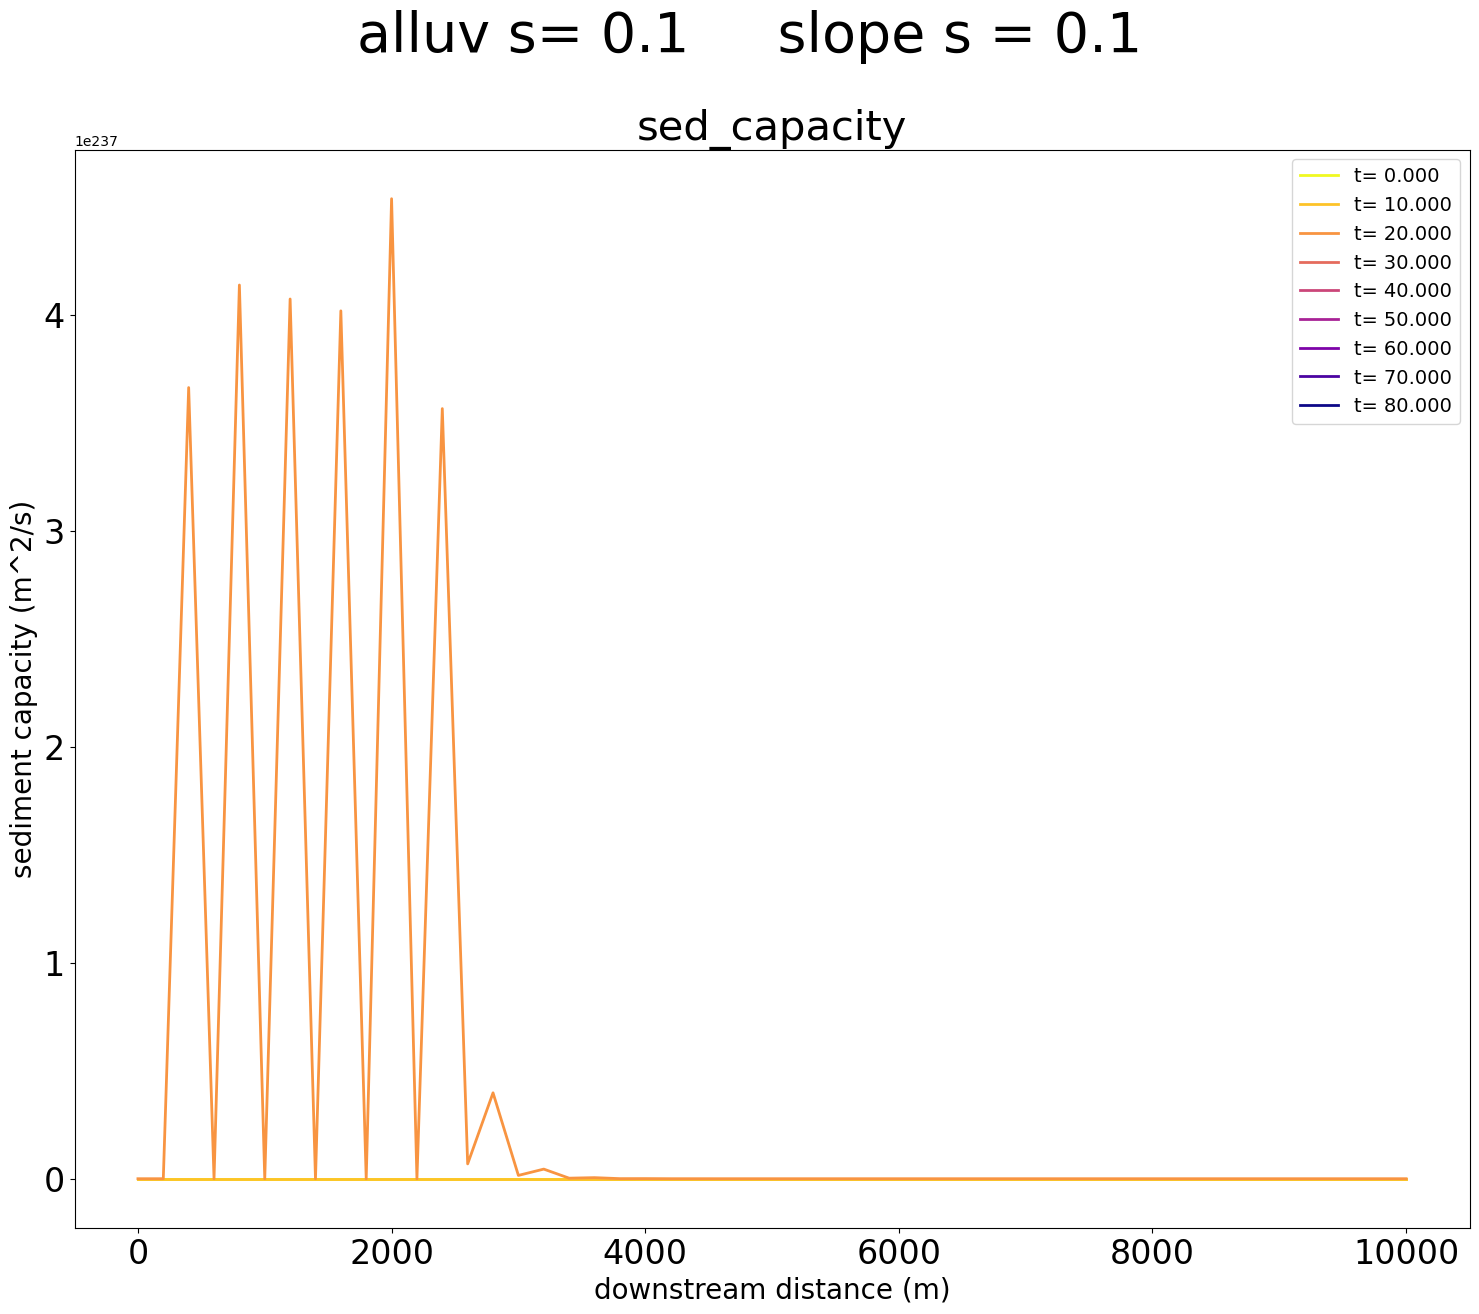 alluv s= 0.1     slope s = 0.1
sed_capacity
1e237
t= 0.000
t= 10.000
t= 20.000
t= 30.000
t= 40.000
t= 50.000
t= 60.000
t= 70.000
t= 80.000
sediment capacity (m^2/s)
4
3
2
1
0
0 2000 4000 6000 8000 10000
downstream distance (m)